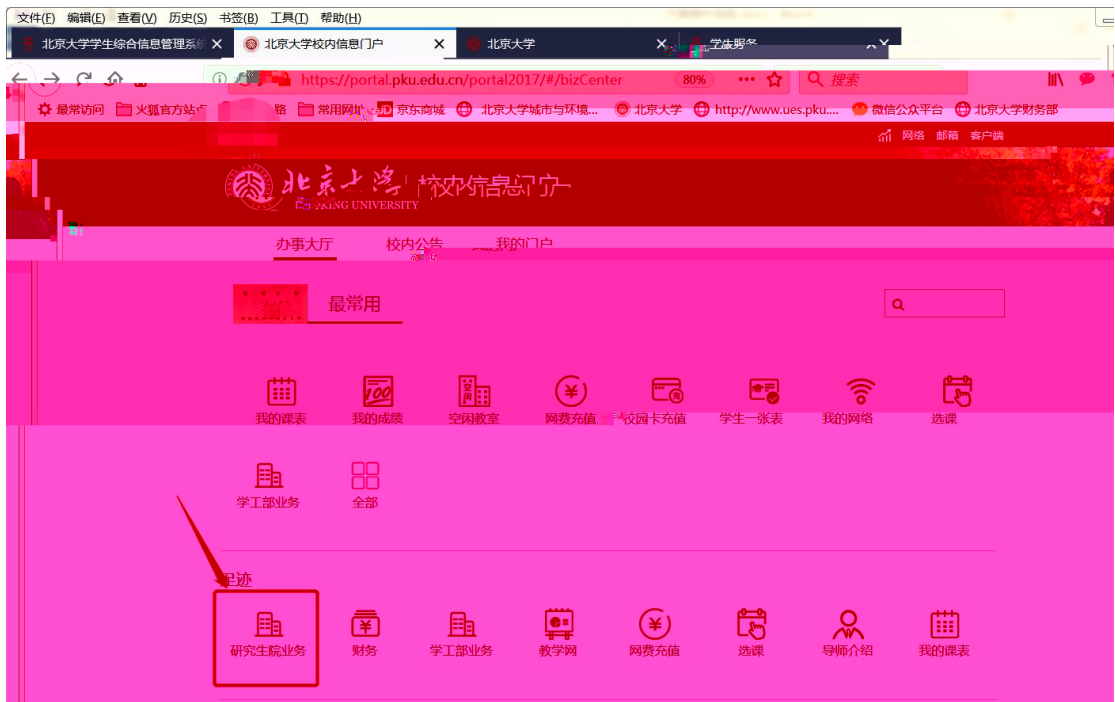 文件(F) 编辑(E) 查看(V) 历史(S) 书签(B) 工具(T) 帮助(H)
北京大学学生综合信息管理系统 北京大学校内信息门户 北京大学
https://portal.pku.edu.cn/portal2017/#/bizCenter 80% 搜索
最常访问 火狐官方站点 常用网址 JD 京东商城 北京大学城市与环境... 北京大学 http://www.ues.pku.... 微信公众平台 北京大学财务部
网络 邮箱 客户端
北京大学 校内信息门户
PEKING UNIVERSITY
办事大厅 校内公告 我的门户
最常用
我的课表 我的成绩 空闲教室 网费充值 校园卡充值 学生一张表 我的网络 选课
学工部业务 全部
足迹
研究生院业务 财务 学工部业务 教学网 网费充值 选课 导师介绍 我的课表